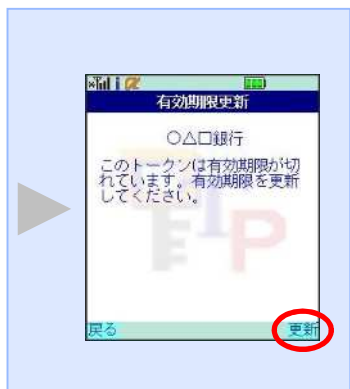 有効期限更新
○△□銀行
このトークンは有効期限が切
れています。有効期限を更新
してください。
戻る 更新